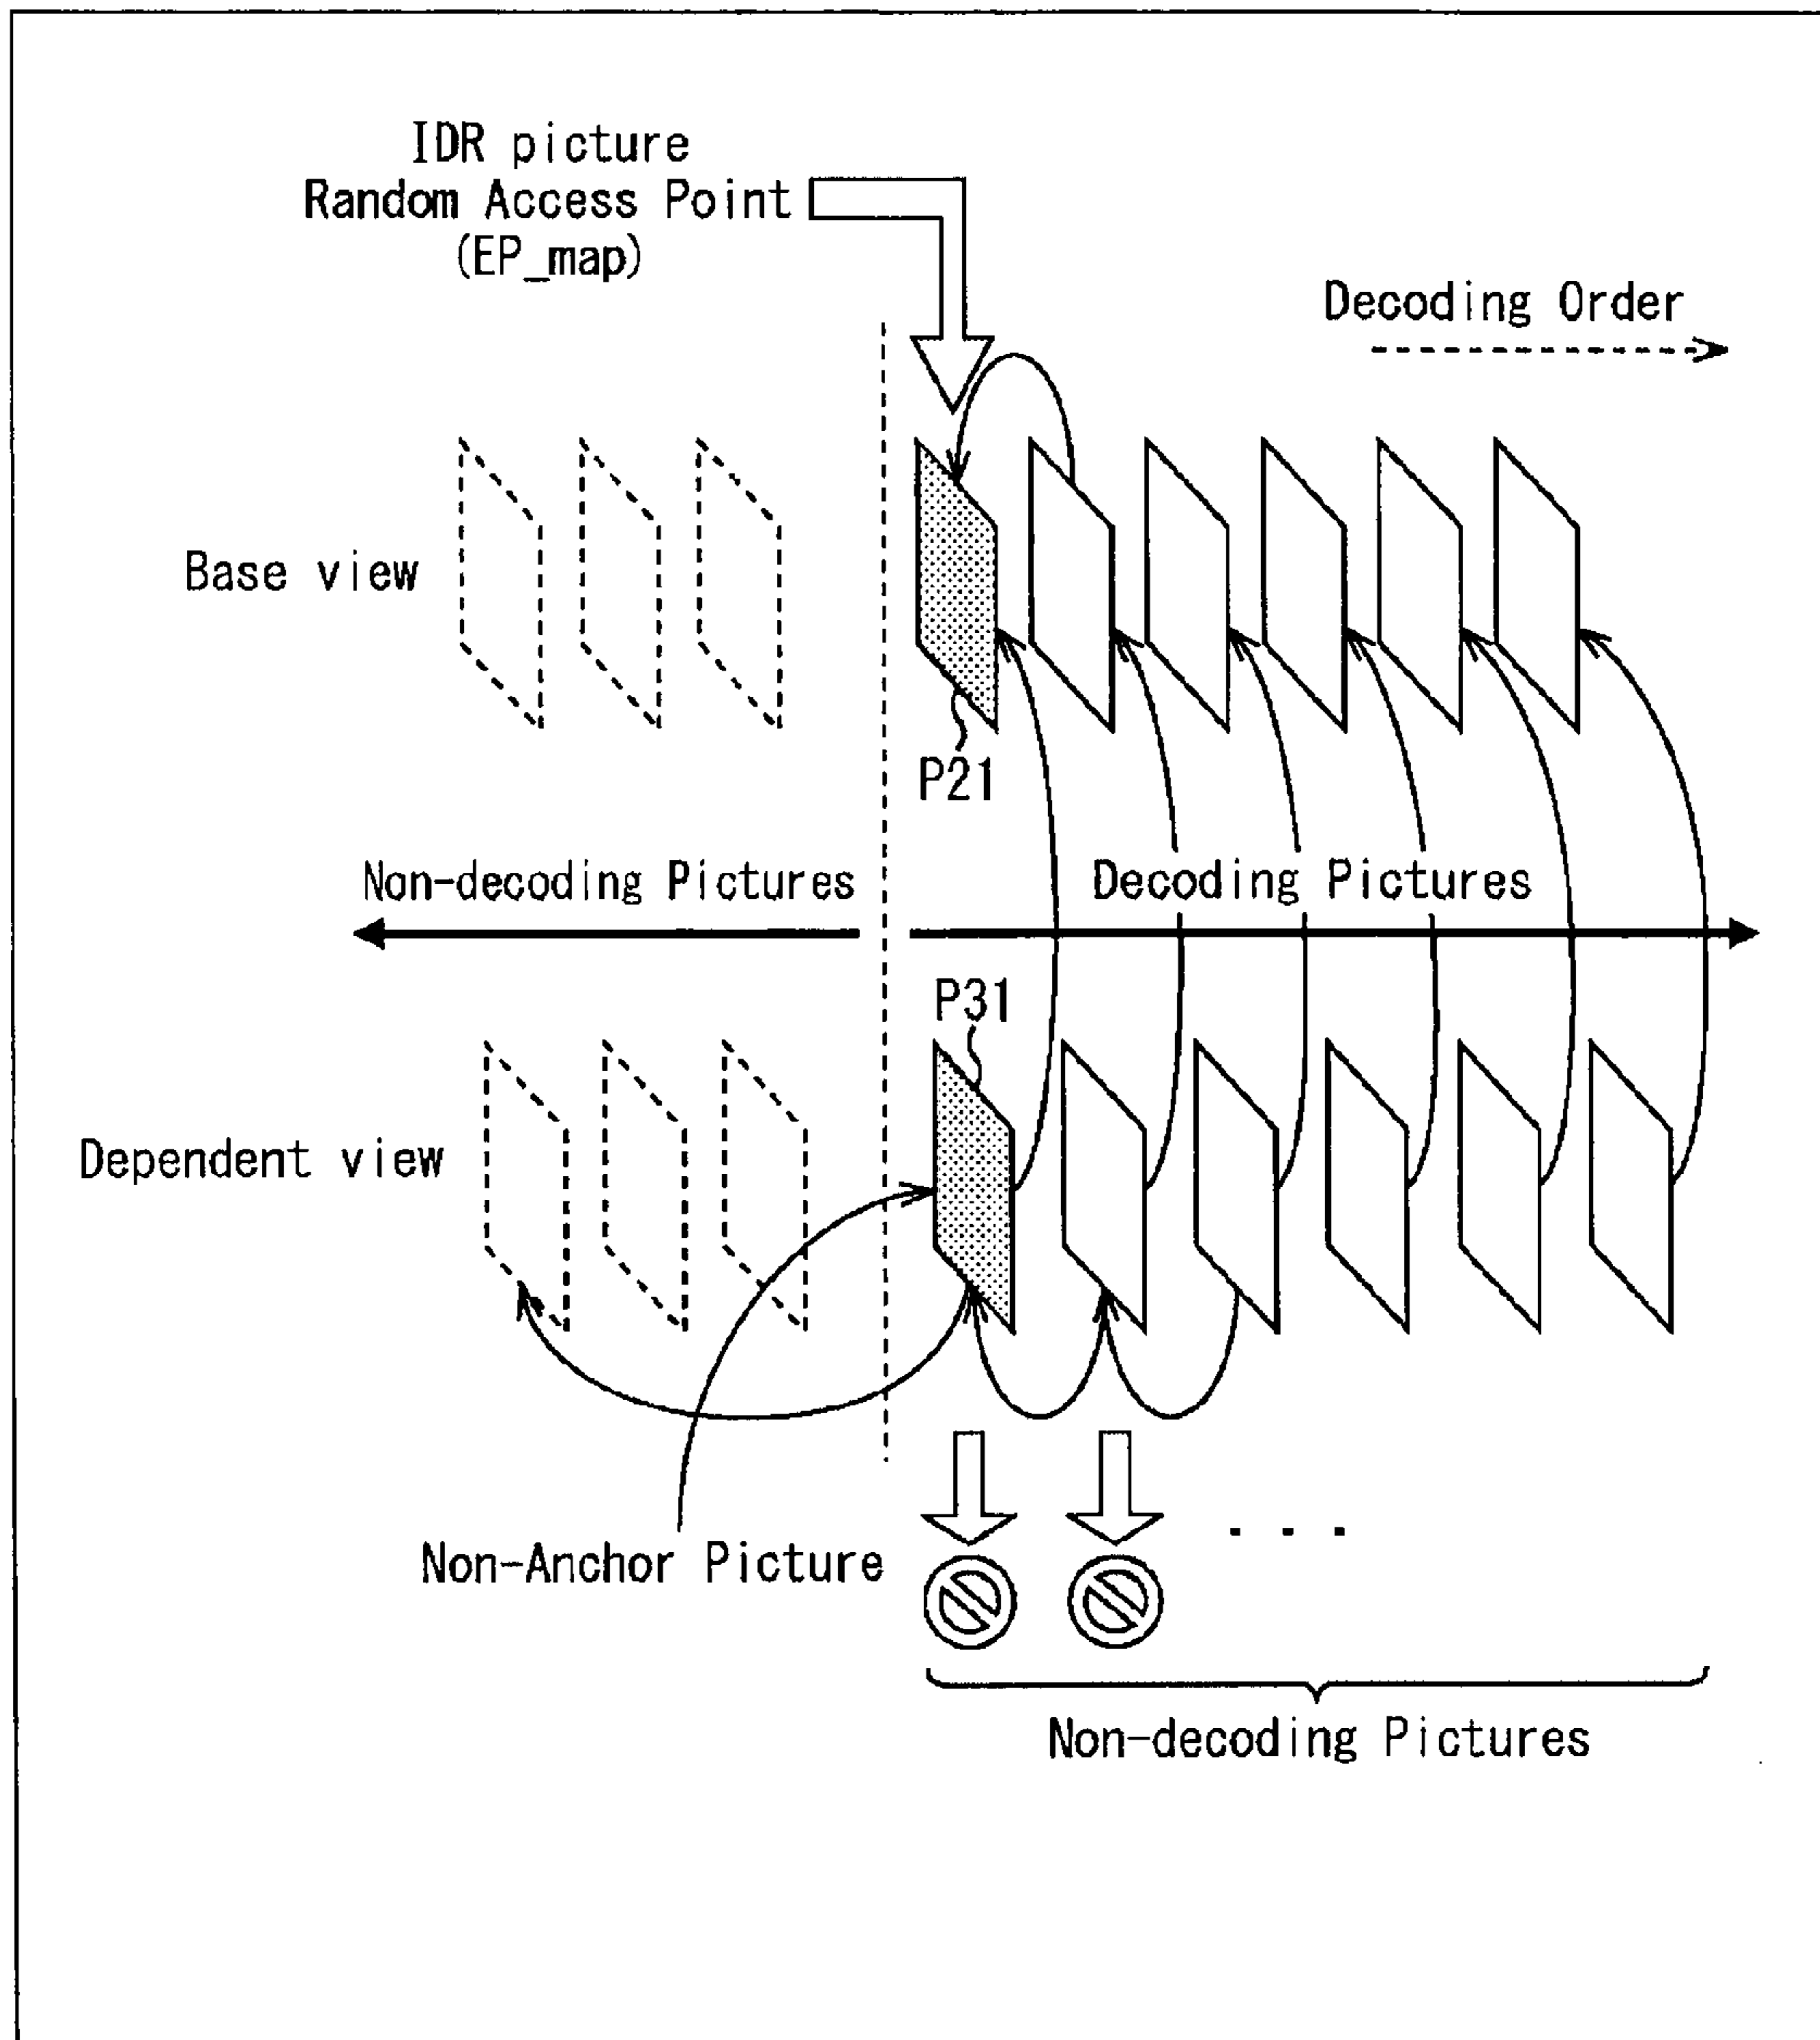 IDR picture
Random Access Point
(EP_map)
Decoding Order
Base view
P21
Non-decoding Pictures
Decoding Pictures
P31
Dependent view
Non-Anchor Picture
. . .
Non-decoding Pictures